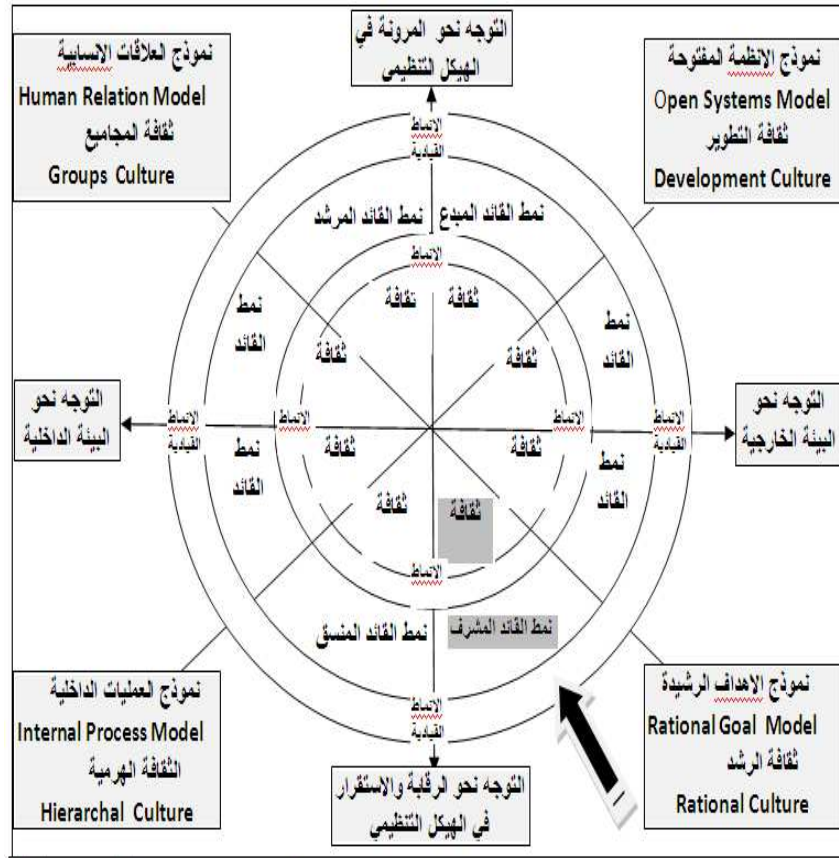 التوجه نحو المرونة في
الهيكل التنظيمي
نموذج الانظمة المفتوحة
Open Systems Model
ثقافة التطوير
Development Culture
نموذج العلاقات الانسابية
Human Relation Model
ثقافة المجاميع
Groups Culture
الانماط
القيادية
نمط القائد المبدع
نمط القائد المرشد
الانماط
ثقافة
ثقافة
نمط
القائد
نمط
القائد
ثقافة
ثقافة
التوجه نحو
البيئة الخارجية
الانماط
القيادية
الانماط
الانماط
الانماط
القيادية
التوجه نحو
البيئة الداخلية
ثقافة
ثقافة
نمط
القائد
نمط
القائد
ثقافة
ثقافة
الانماط
نمط القائد المشرف
نمط القائد المنسق
الانماط
القيادية
نموذج الاهداف الرشيدة
Rational Goal Model
ثقافة الرشد
Rational Culture
نموذج العمليات الداخلية
Internal Process Model
الثقافة الهرمية
Hierarchal Culture
التوجه نحو الرقابة والاستقرار
في الهيكل التنظيمي